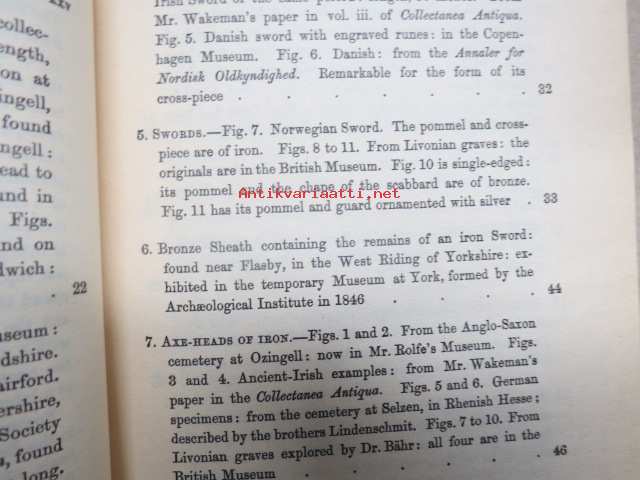 xxv
collec-
ength,
on at
ingell,
found
ngell:
ead to
und in
Figs.
und on
dwich:
. 22
useum:
dshire.
airford.
ershire,
Society
, found
long.
Mr. Wakeman's paper in vol. iii. of Collectanea Antiqua.
Fig. 5. Danish sword with engraved runes: in the Copen-
hagen Museum. Fig. 6. Danish: from the Annaler for
Nordisk Oldkyndighed. Remarkable for the form of its
cross-piece . . . . . . . 32
5. SWORDS.—Fig. 7. Norwegian Sword. The pommel and cross-
piece are of iron. Figs. 8 to 11. From Livonian graves: the
originals are in the British Museum. Fig. 10 is single-edged:
its pommel and the chape of the scabbard are of bronze.
Antikvariaatti.net
Fig. 11 has its pommel and guard ornamented with silver . 33
6. Bronze Sheath containing the remains of an iron Sword:
found near Flasby, in the West Riding of Yorkshire: ex-
hibited in the temporary Museum at York, formed by the
Archæological Institute in 1846 . . . . 44
7. AXE-HEADS OF IRON.—Figs. 1 and 2. From the Anglo-Saxon
cemetery at Ozingell: now in Mr. Rolfe's Museum. Figs.
3 and 4. Ancient-Irish examples: from Mr. Wakeman's
paper in the Collectanea Antiqua. Figs. 5 and 6. German
specimens: from the cemetery at Selzen, in Rhenish Hesse;
described by the brothers Lindenschmit. Figs. 7 to 10. From
Livonian graves explored by Dr. Bähr: all four are in the
British Museum . . . . . . 46